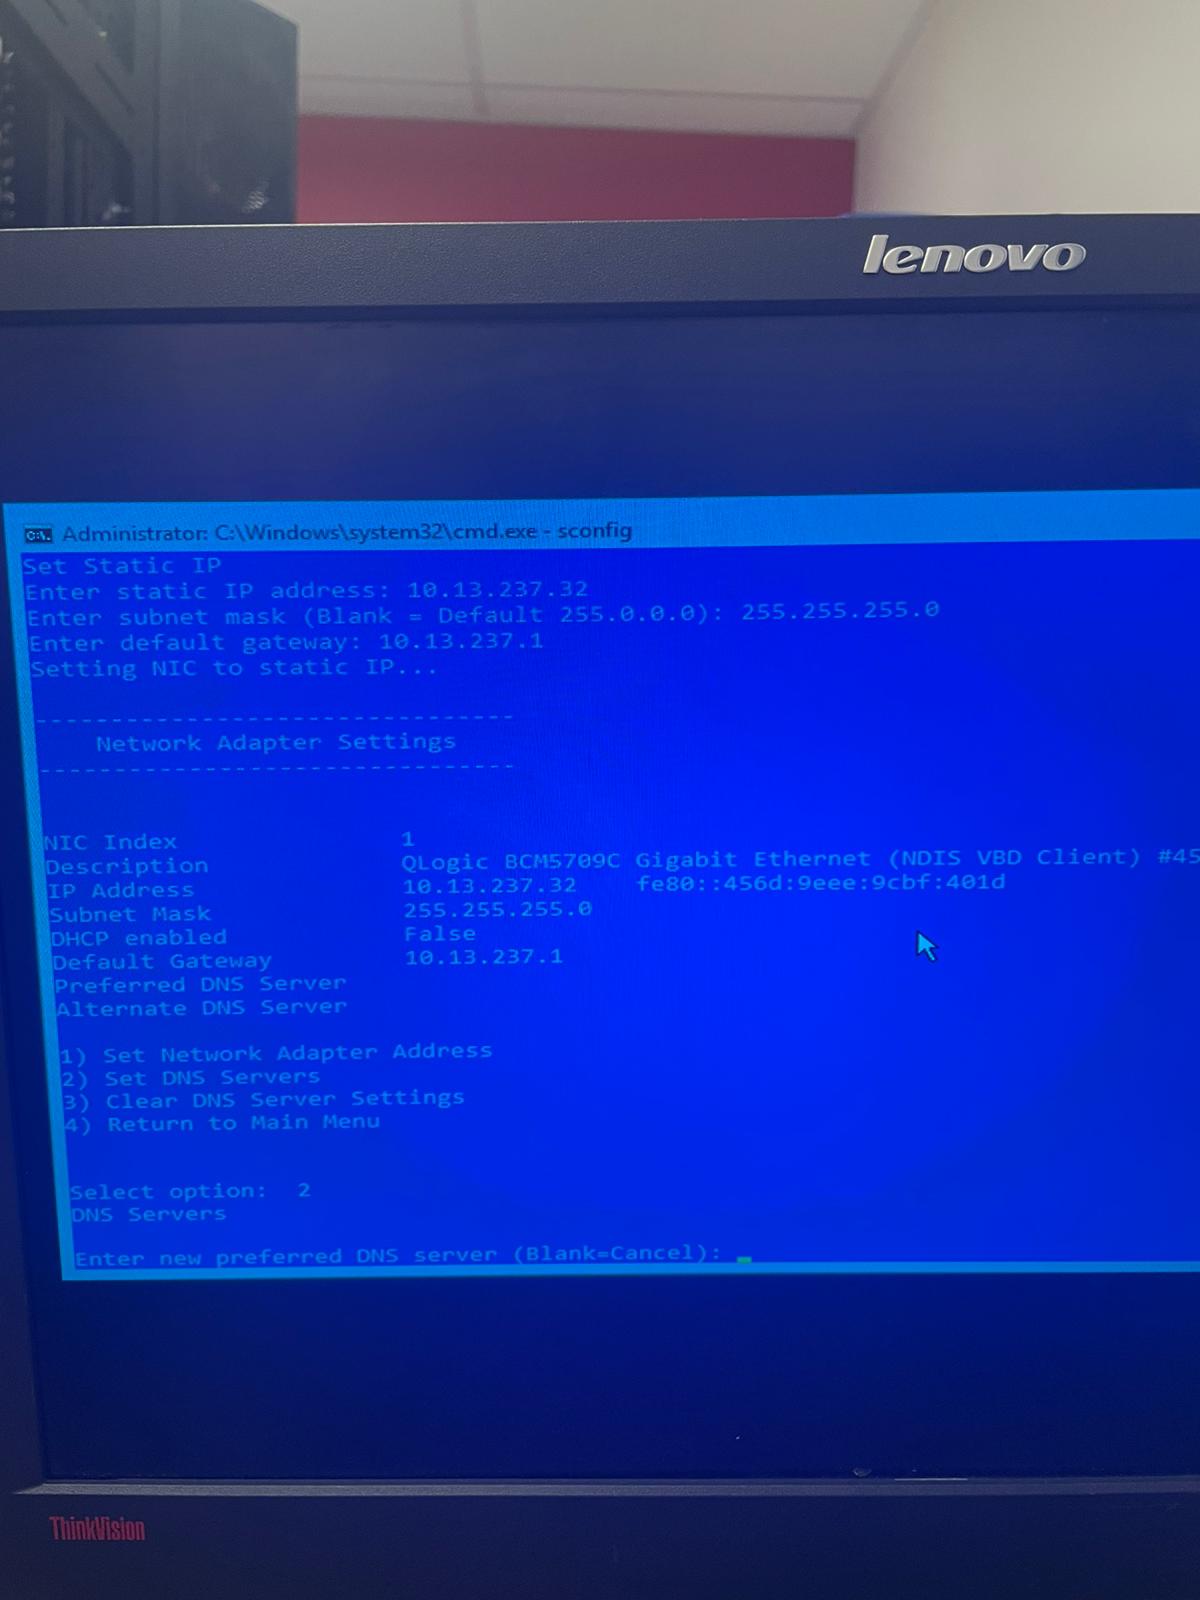 lenovo
Administrator: C:\Windows\system32\cmd.exe - sconfig
Set Static IP
Enter static IP address: 10.13.237.32
Enter subnet mask (Blank = Default 255.0.0.0): 255.255.255.0
Enter default gateway: 10.13.237.1
Setting NIC to static IP...
--------------------------------
Network Adapter Settings
--------------------------------
NIC Index 1
Description QLogic BCM5709C Gigabit Ethernet (NDIS VBD Client) #45
IP Address 10.13.237.32 fe80::456d:9eee:9cbf:401d
Subnet Mask 255.255.255.0
DHCP enabled False
Default Gateway 10.13.237.1
Preferred DNS Server
Alternate DNS Server
1) Set Network Adapter Address
2) Set DNS Servers
3) Clear DNS Server Settings
4) Return to Main Menu
Select option: 2
DNS Servers
Enter new preferred DNS server (Blank=Cancel): _
ThinkVision